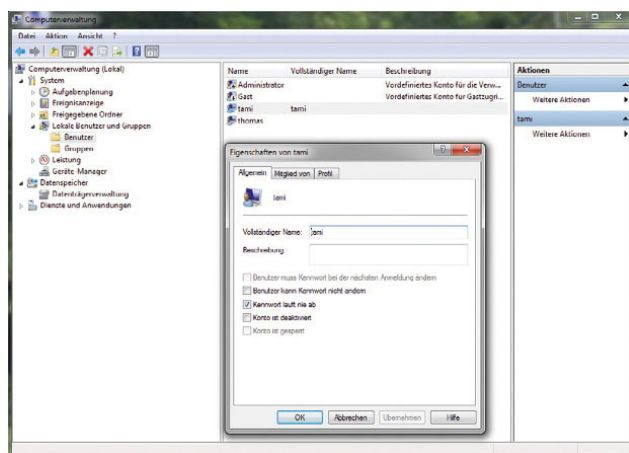 Computerverwaltung
Datei Aktion Ansicht ?
Computerverwaltung (Lokal)
System
Aufgabenplanung
Ereignisanzeige
Freigegebene Ordner
Lokale Benutzer und Gruppen
Benutzer
Gruppen
Leistung
Geräte-Manager
Datenspeicher
Datenträgerverwaltung
Dienste und Anwendungen
Name Vollständiger Name Beschreibung
Administrator Vordefiniertes Konto für die Verw...
Gast Vordefiniertes Konto für Gastzugri...
tami tami
thomas
Aktionen
Benutzer
Weitere Aktionen
tami
Weitere Aktionen
Eigenschaften von tami
Allgemein Mitglied von Profil
tami
Vollständiger Name: tami
Beschreibung:
Benutzer muss Kennwort bei der nächsten Anmeldung ändern
Benutzer kann Kennwort nicht ändern
Kennwort läuft nie ab
Konto ist deaktiviert
Konto ist gesperrt
OK Abbrechen Übernehmen Hilfe